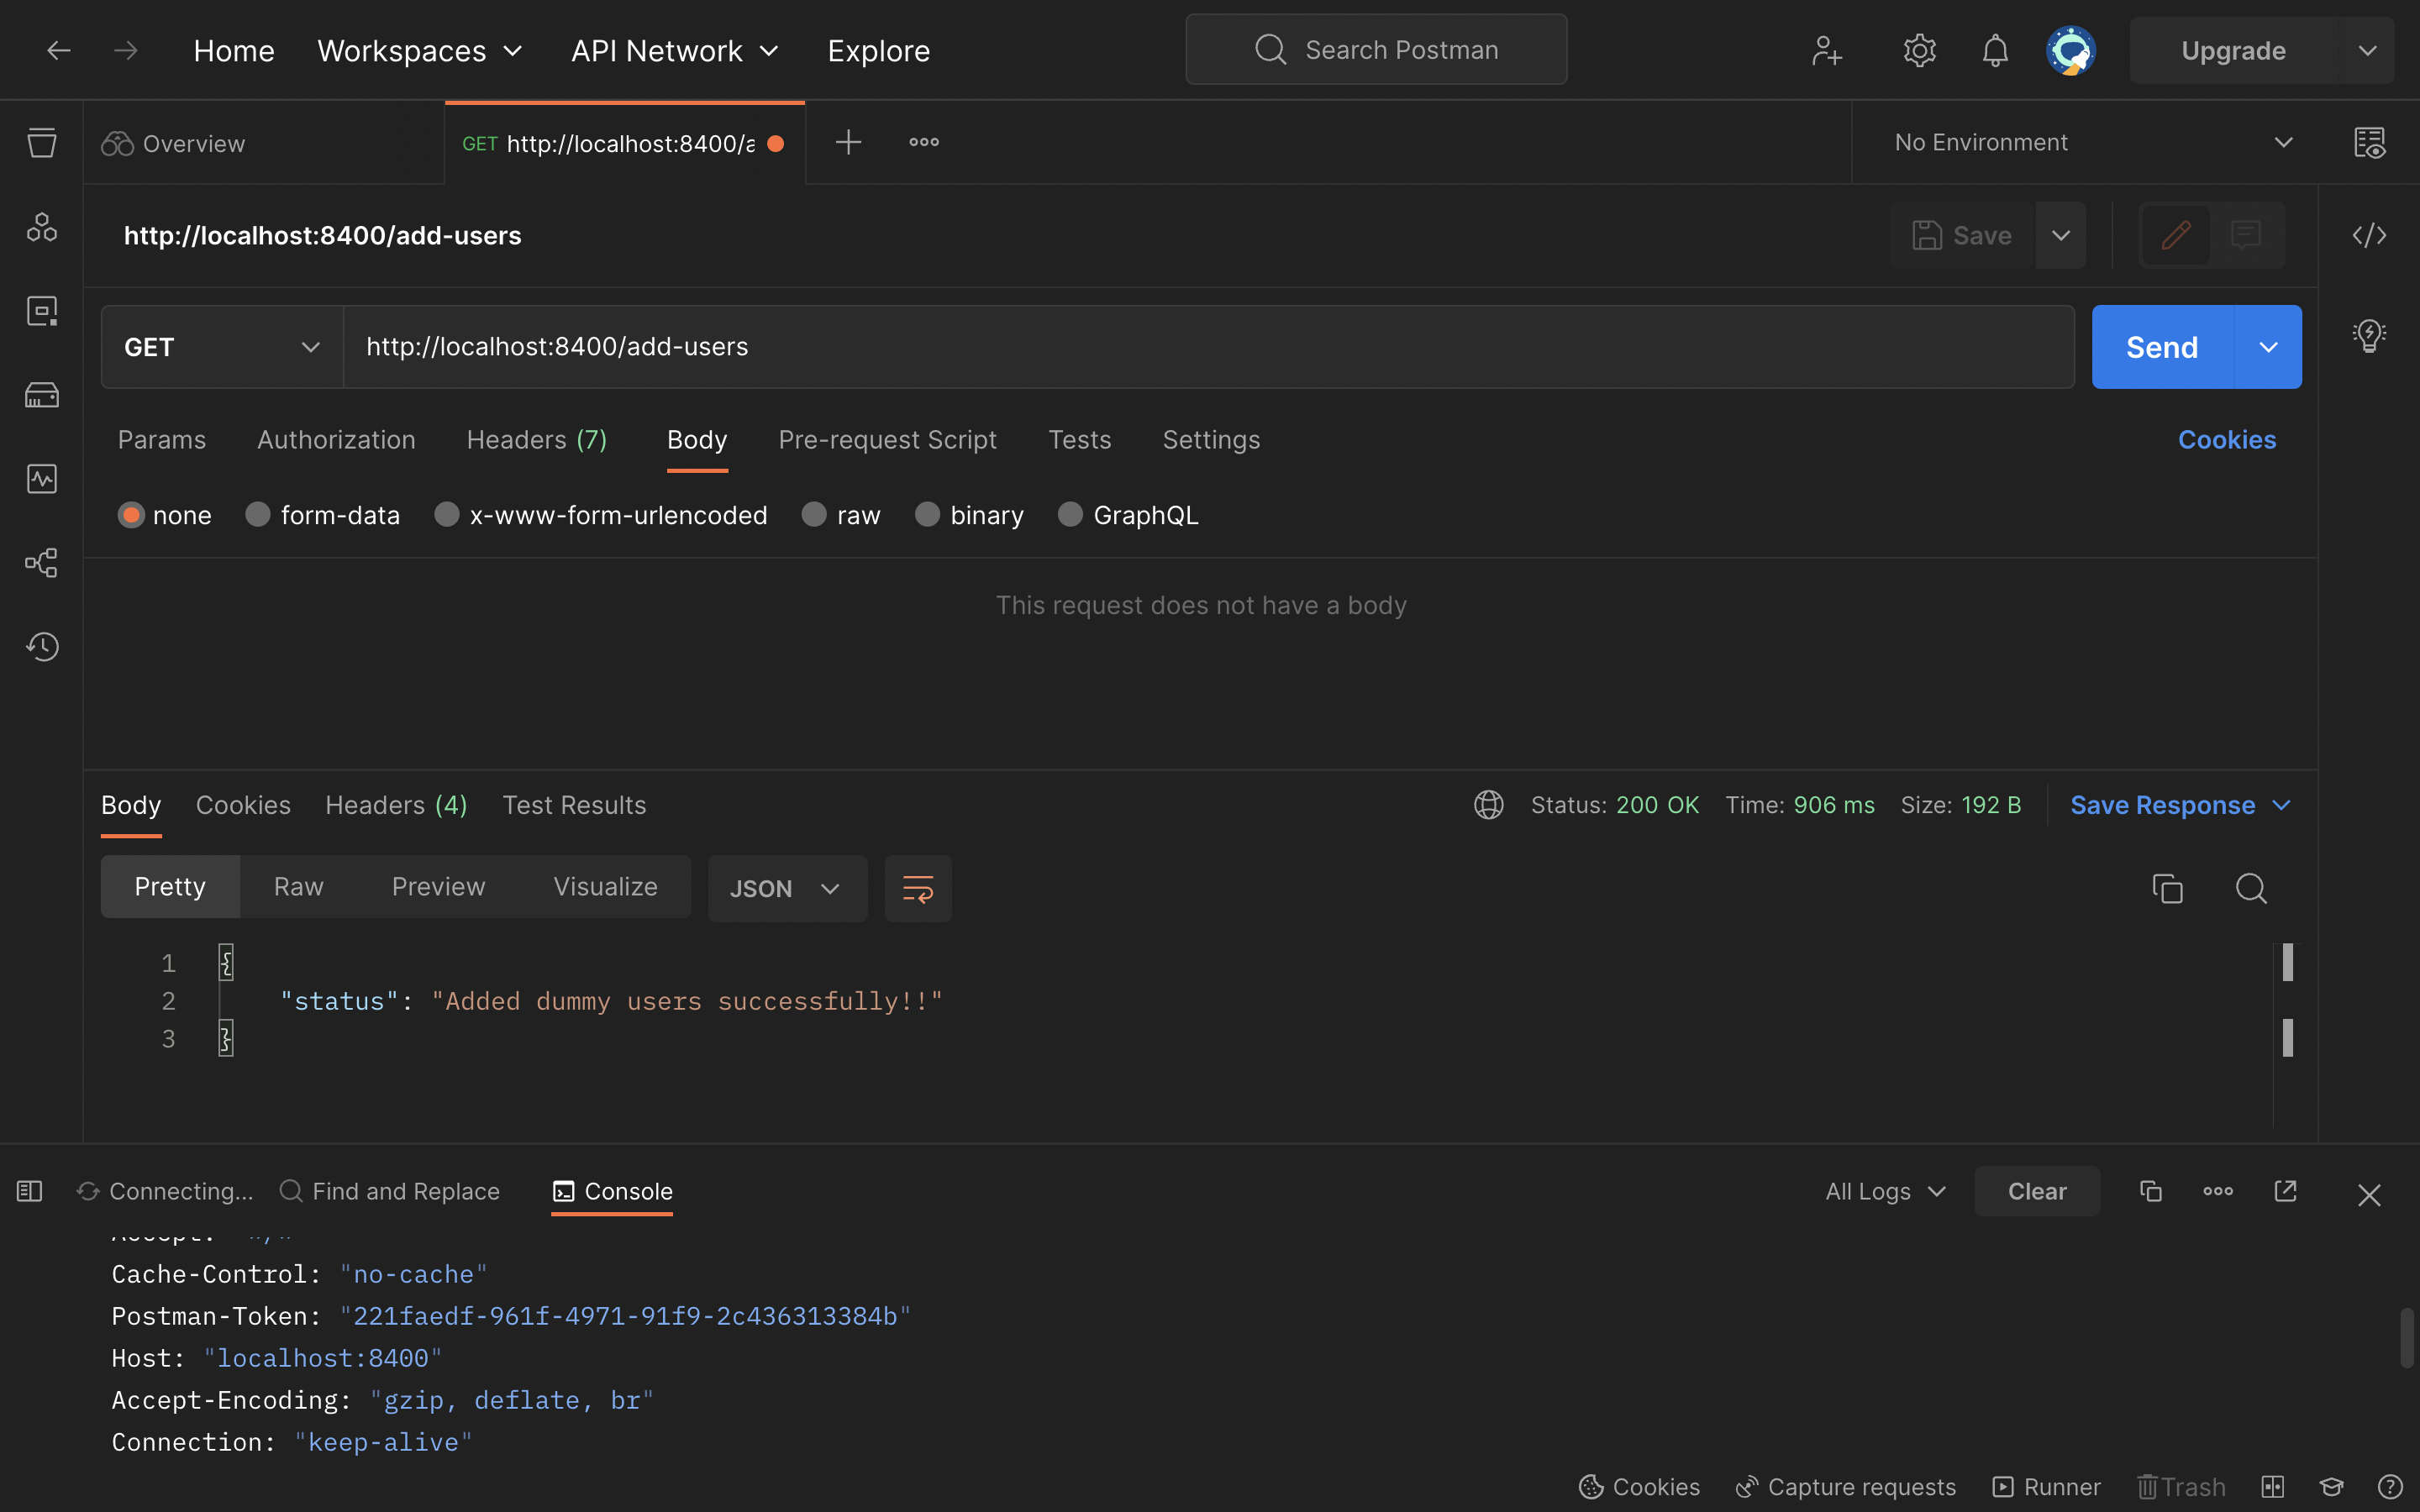 Home Workspaces API Network Explore Search Postman Upgrade
Overview GET http://localhost:8400/a No Environment
http://localhost:8400/add-users Save
GET http://localhost:8400/add-users Send
Params Authorization Headers (7) Body Pre-request Script Tests Settings Cookies
none form-data x-www-form-urlencoded raw binary GraphQL
This request does not have a body
Body Cookies Headers (4) Test Results Status: 200 OK Time: 906 ms Size: 192 B Save Response
Pretty Raw Preview Visualize JSON
1 {
2 "status": "Added dummy users successfully!!"
3 }
Connecting... Find and Replace Console All Logs Clear
Accept: "*/*"
Cache-Control: "no-cache"
Postman-Token: "221faedf-961f-4971-91f9-2c436313384b"
Host: "localhost:8400"
Accept-Encoding: "gzip, deflate, br"
Connection: "keep-alive"
Cookies Capture requests Runner Trash